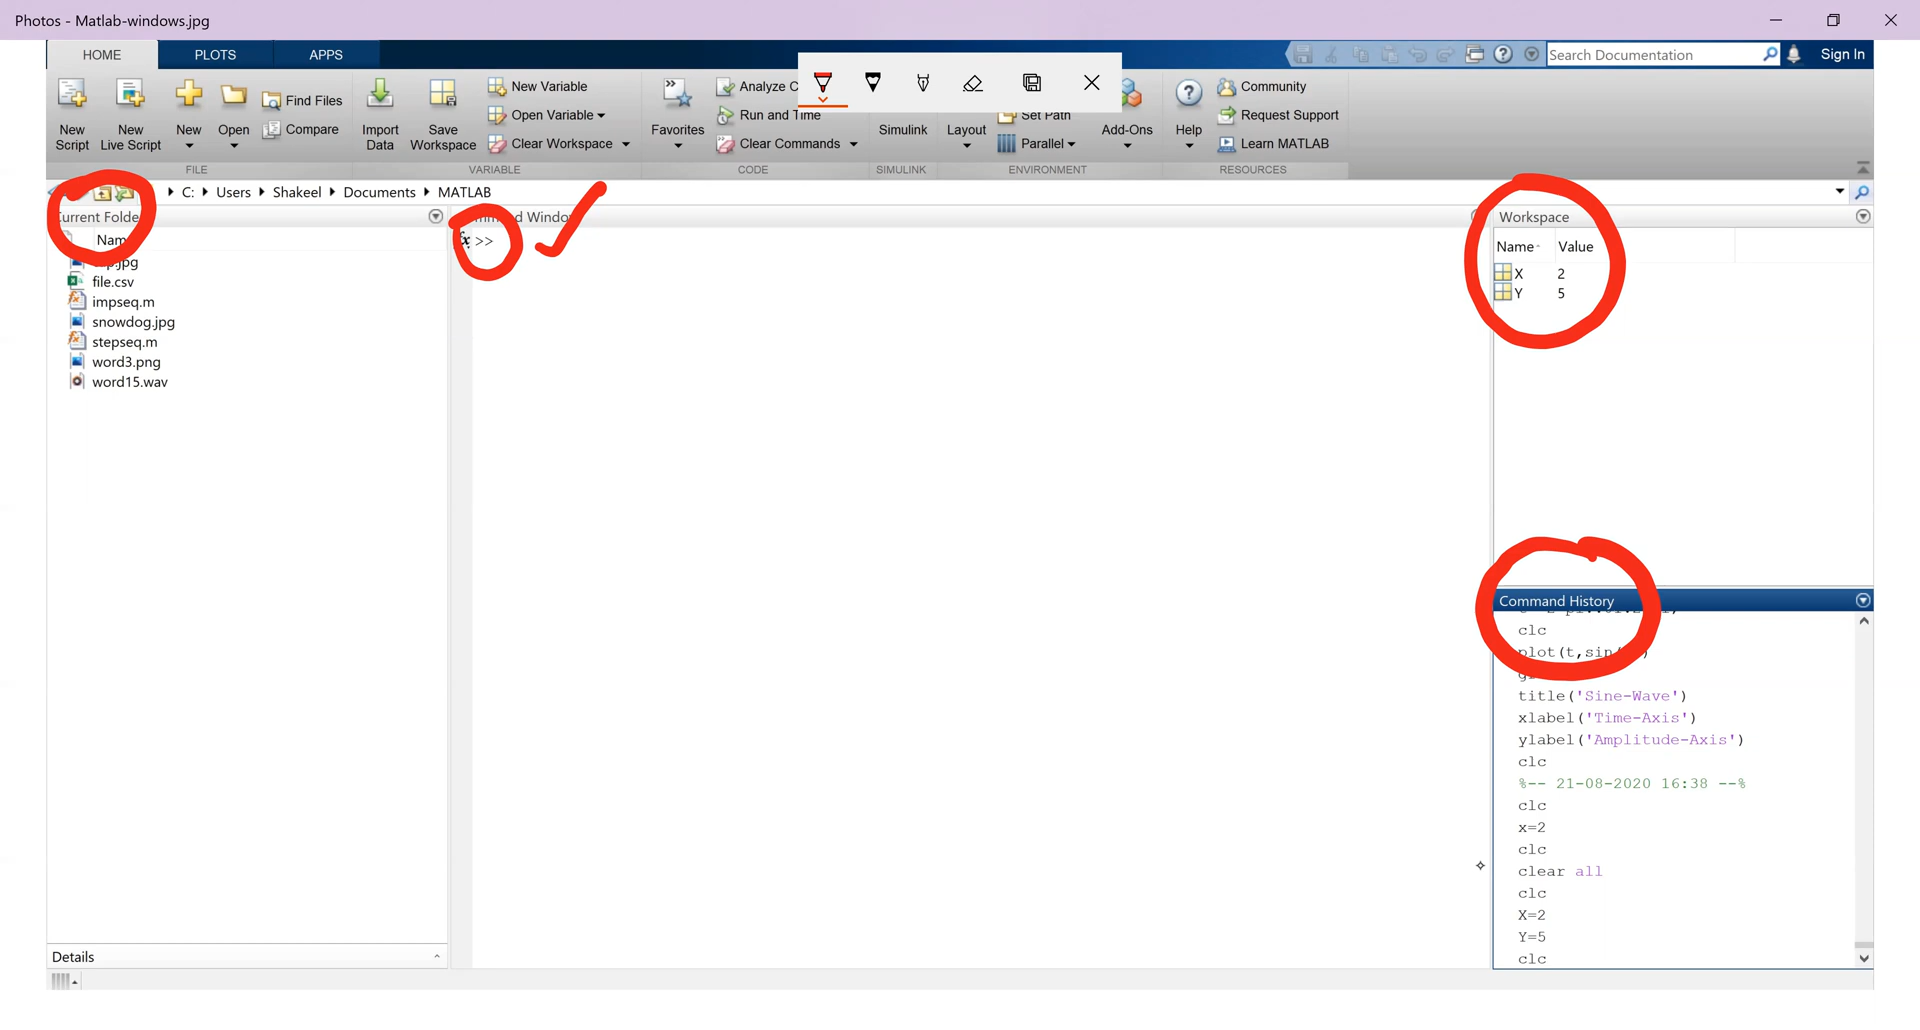 Photos - Matlab-windows.jpg
HOME PLOTS APPS
Search Documentation
Sign In
New Script
New Live Script
New
Open
Find Files
Compare
FILE
Import Data
Save Workspace
New Variable
Open Variable
Clear Workspace
VARIABLE
Favorites
Analyze
Run and Time
Clear Commands
CODE
Simulink
SIMULINK
Layout
Set Path
Parallel
Add-Ons
ENVIRONMENT
Help
Community
Request Support
Learn MATLAB
RESOURCES
C: Users Shakeel Documents MATLAB
Current Folder
file.csv
impseq.m
snowdog.jpg
stepseq.m
word3.png
word15.wav
Details
fx >>
Workspace
Name Value
X 2
Y 5
Command History
clc
plot(t,sin
title('Sine-Wave')
xlabel('Time-Axis')
ylabel('Amplitude-Axis')
clc
%-- 21-08-2020 16:38 --%
clc
x=2
clc
clear all
clc
X=2
Y=5
clc